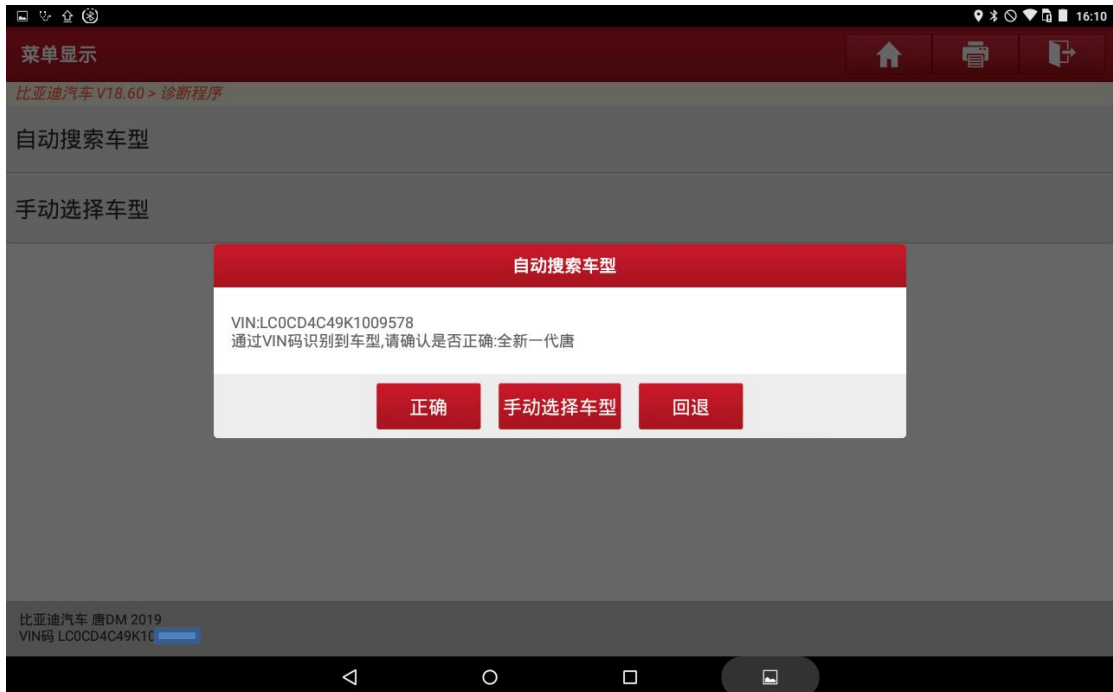 16:10
菜单显示
比亚迪汽车 V18.60 > 诊断程序
自动搜索车型
手动选择车型
自动搜索车型
VIN:LC0CD4C49K1009578
通过VIN码识别到车型,请确认是否正确:全新一代唐
正确
手动选择车型
回退
比亚迪汽车 唐DM 2019
VIN码 LC0CD4C49K10